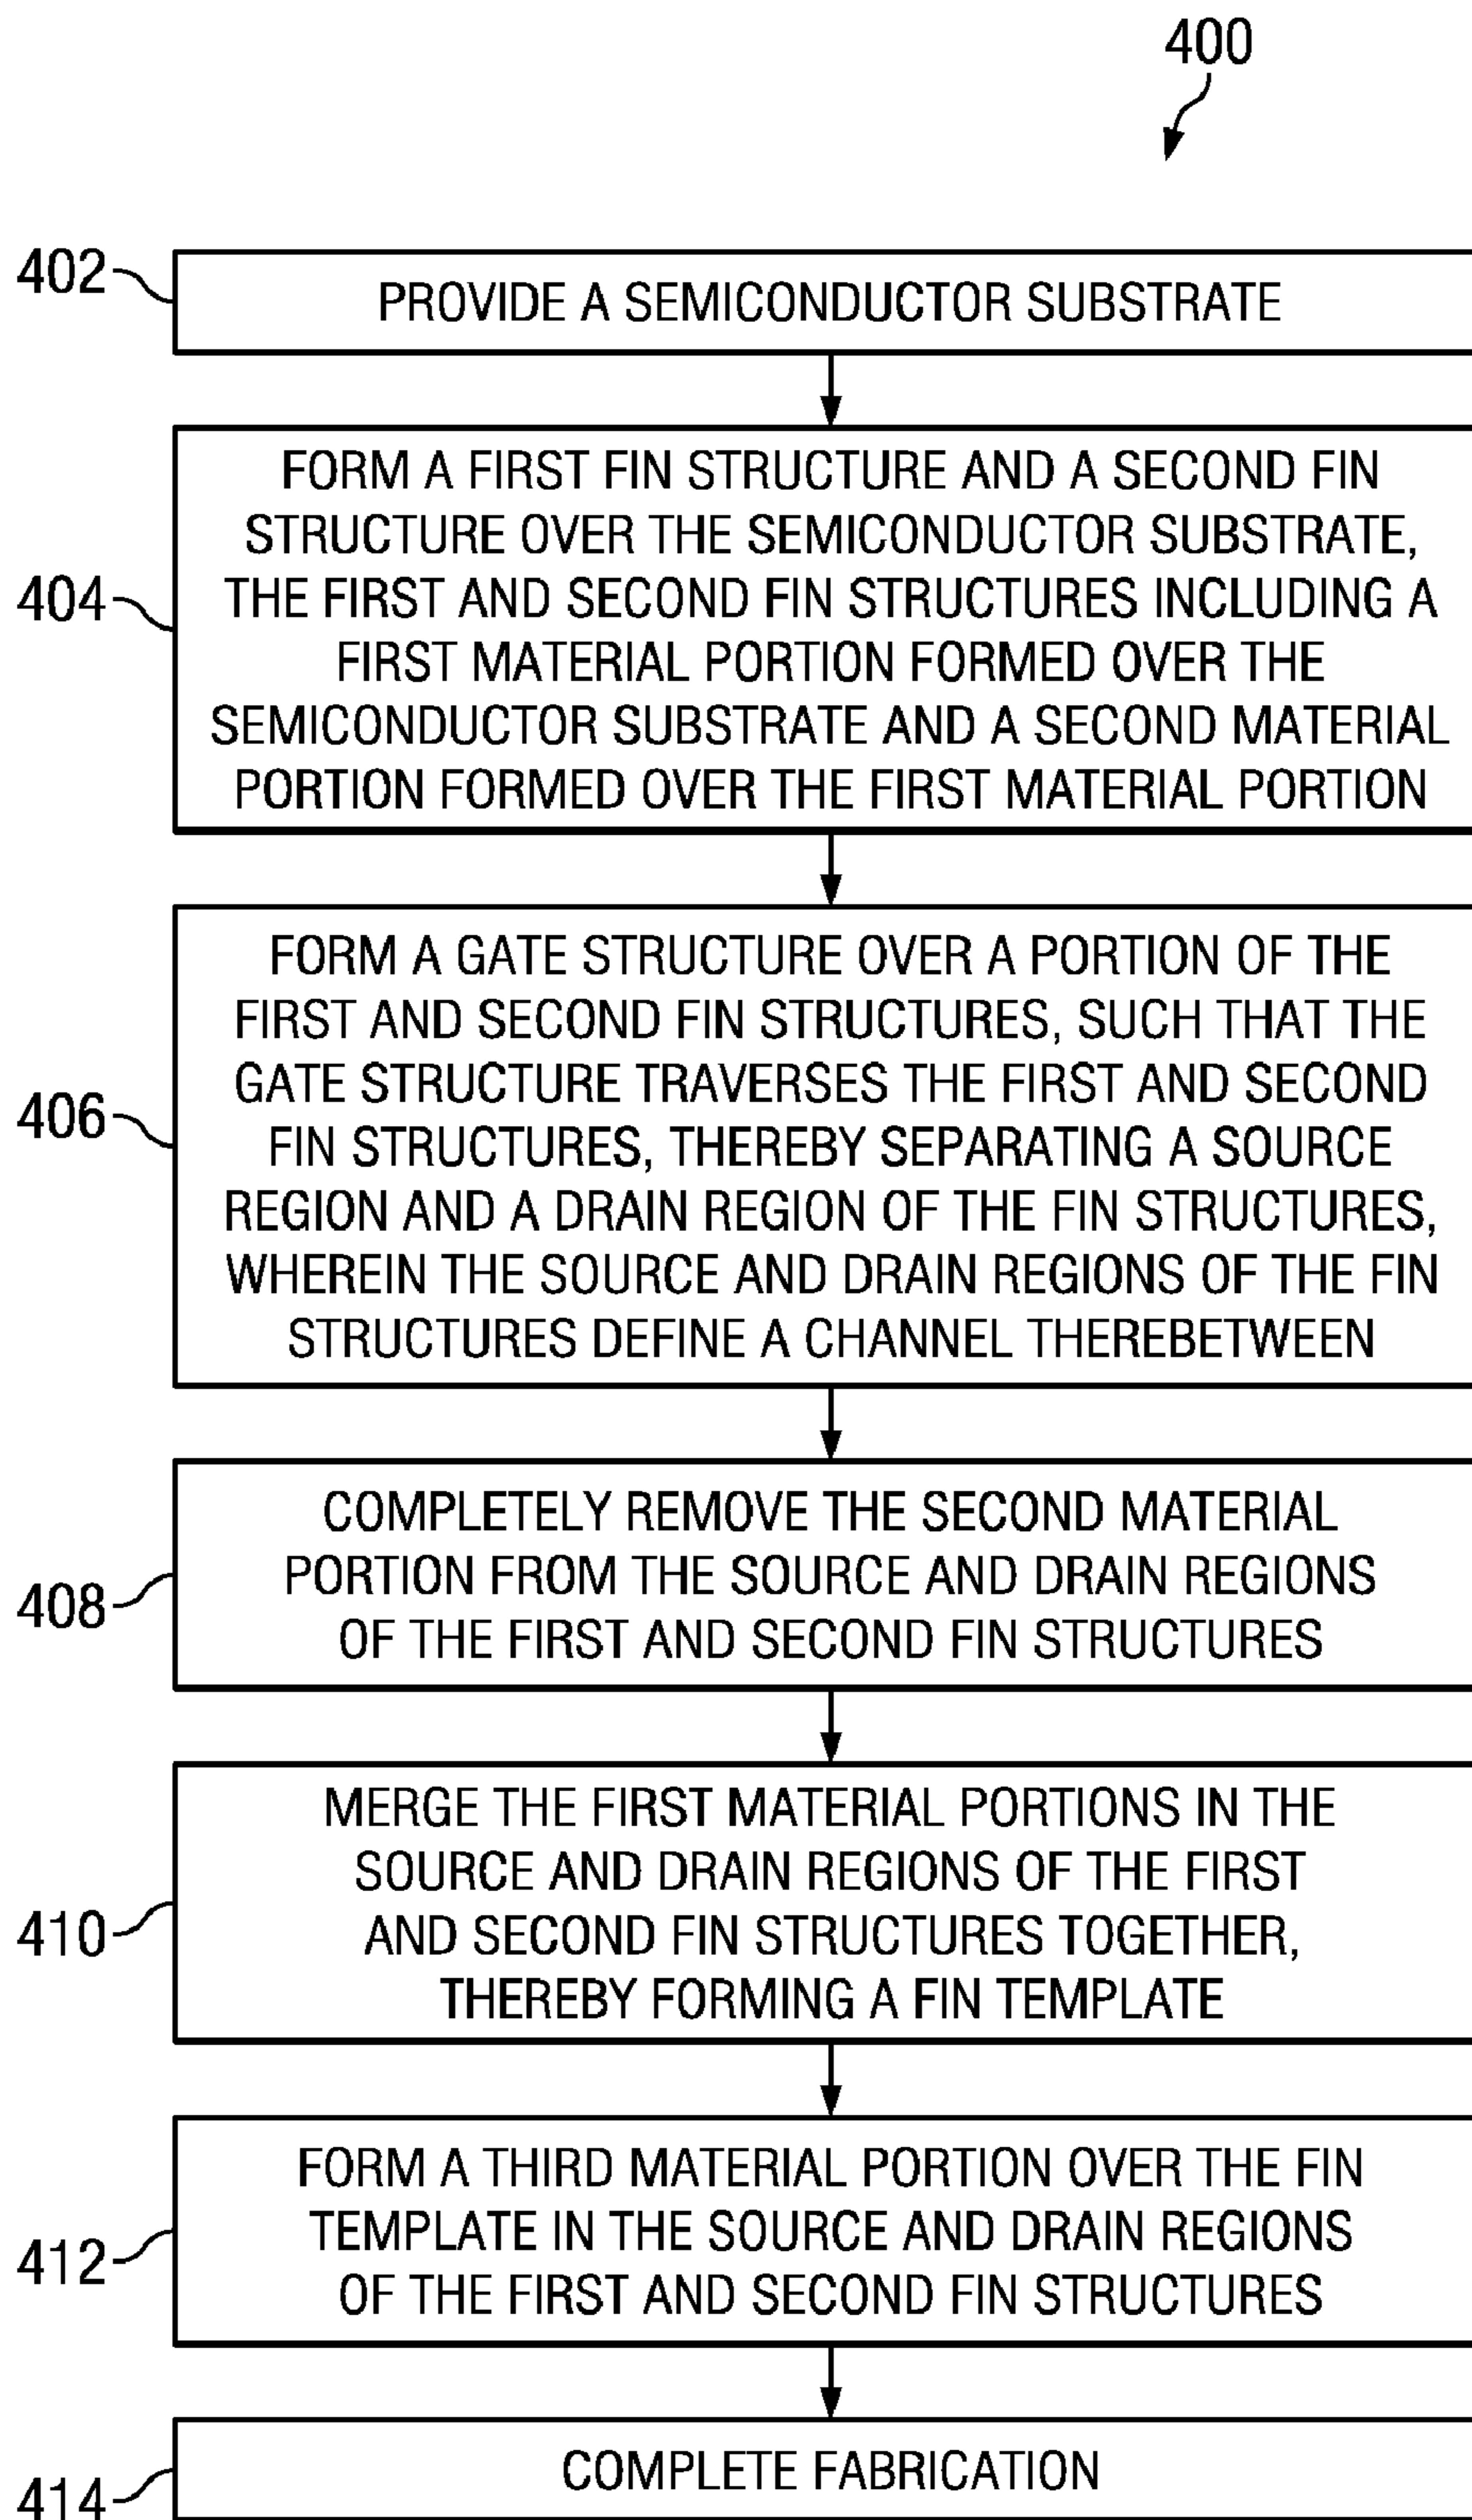 400
402
PROVIDE A SEMICONDUCTOR SUBSTRATE
404
FORM A FIRST FIN STRUCTURE AND A SECOND FIN
STRUCTURE OVER THE SEMICONDUCTOR SUBSTRATE,
THE FIRST AND SECOND FIN STRUCTURES INCLUDING A
FIRST MATERIAL PORTION FORMED OVER THE
SEMICONDUCTOR SUBSTRATE AND A SECOND MATERIAL
PORTION FORMED OVER THE FIRST MATERIAL PORTION
406
FORM A GATE STRUCTURE OVER A PORTION OF THE
FIRST AND SECOND FIN STRUCTURES, SUCH THAT THE
GATE STRUCTURE TRAVERSES THE FIRST AND SECOND
FIN STRUCTURES, THEREBY SEPARATING A SOURCE
REGION AND A DRAIN REGION OF THE FIN STRUCTURES,
WHEREIN THE SOURCE AND DRAIN REGIONS OF THE FIN
STRUCTURES DEFINE A CHANNEL THEREBETWEEN
408
COMPLETELY REMOVE THE SECOND MATERIAL
PORTION FROM THE SOURCE AND DRAIN REGIONS
OF THE FIRST AND SECOND FIN STRUCTURES
410
MERGE THE FIRST MATERIAL PORTIONS IN THE
SOURCE AND DRAIN REGIONS OF THE FIRST
AND SECOND FIN STRUCTURES TOGETHER,
THEREBY FORMING A FIN TEMPLATE
412
FORM A THIRD MATERIAL PORTION OVER THE FIN
TEMPLATE IN THE SOURCE AND DRAIN REGIONS
OF THE FIRST AND SECOND FIN STRUCTURES
414
COMPLETE FABRICATION